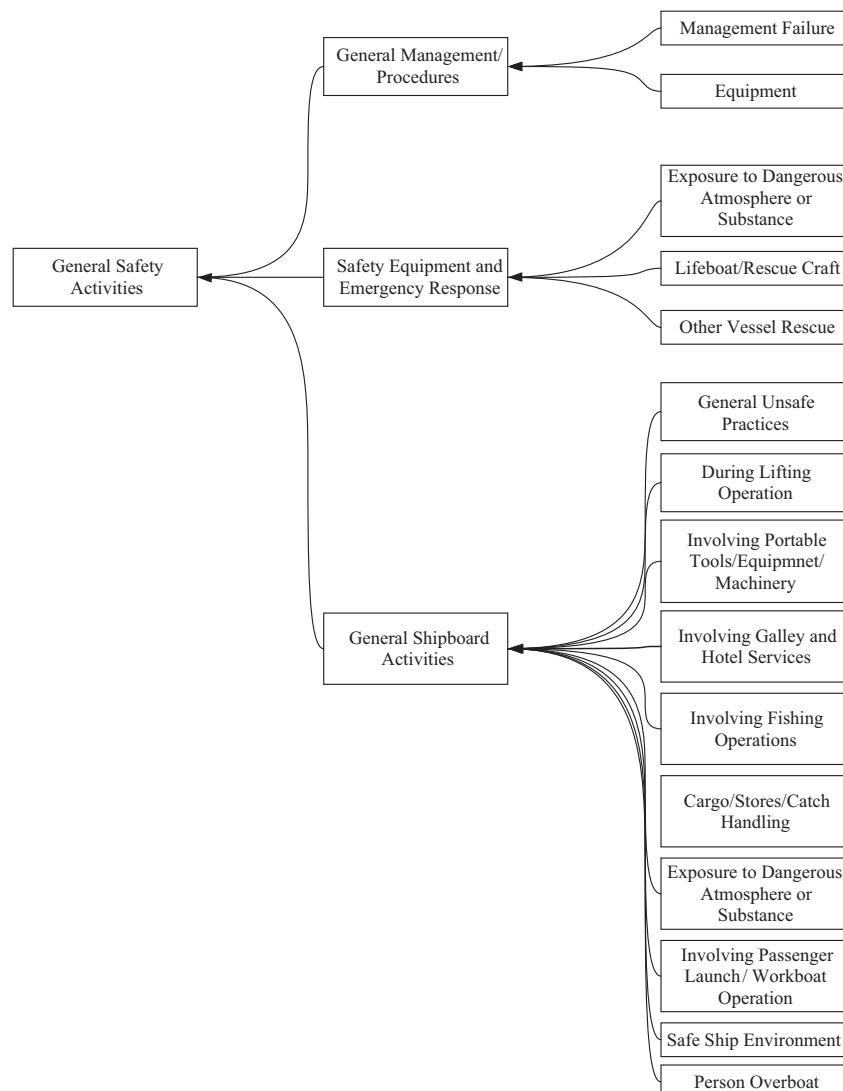 General Management/
Procedures
Management Failure
Equipment
General Safety
Activities
Safety Equipment and
Emergency Response
Exposure to Dangerous
Atmosphere or
Substance
Lifeboat/Rescue Craft
Other Vessel Rescue
General Shipboard
Activities
General Unsafe
Practices
During Lifting
Operation
Involving Portable
Tools/Equipmnet/
Machinery
Involving Galley and
Hotel Services
Involving Fishing
Operations
Cargo/Stores/Catch
Handling
Exposure to Dangerous
Atmosphere or
Substance
Involving Passenger
Launch/ Workboat
Operation
Safe Ship Environment
Person Overboat